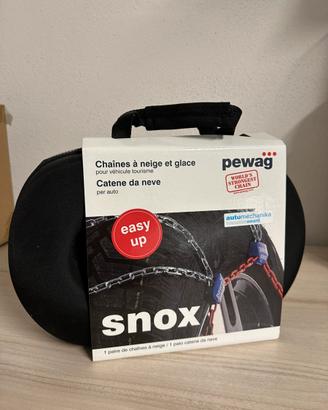 Chaînes à neige et glace
pour véhicule tourisme
Catene da neve
per auto
pewag
WORLD'S
STRONGEST
CHAIN
automechanika
easy
up
snox
1 paire de chaînes à neige / 1 paio catene da neve